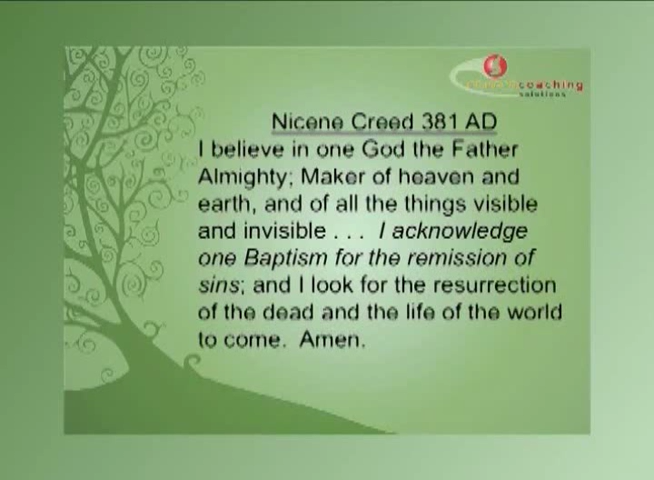 coaching
solutions
Nicene Creed 381 AD
I believe in one God the Father
Almighty; Maker of heaven and
earth, and of all the things visible
and invisible . . .  I acknowledge
one Baptism for the remission of
sins; and I look for the resurrection
of the dead and the life of the world
to come.  Amen.